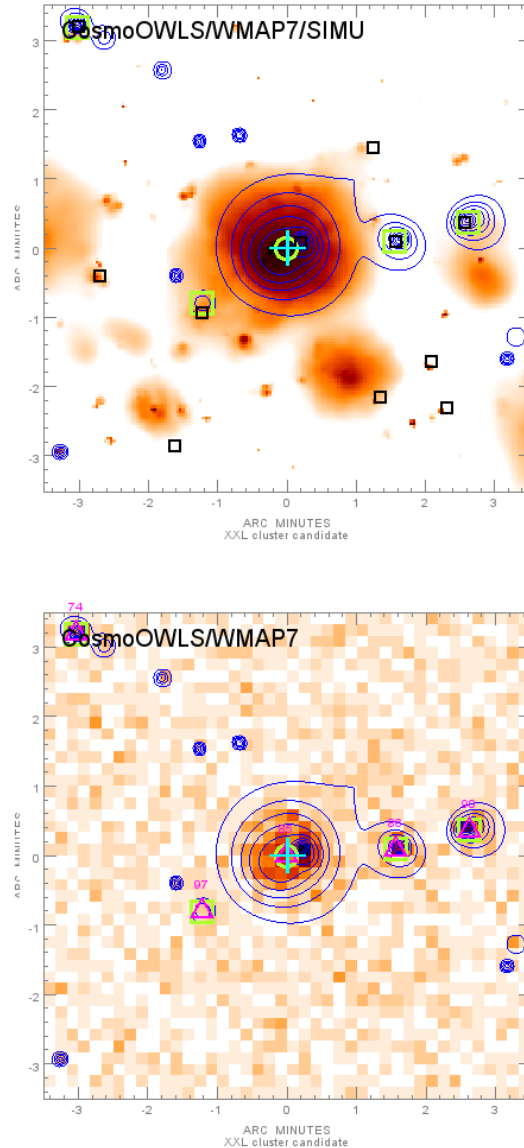 CosmoOWLS/WMAP7/SIMU
3
2
1
0
-1
-2
-3
ARC MINUTES
-3 -2 -1 0 1 2 3
ARC MINUTES
XXL cluster candidate
74
CosmoOWLS/WMAP7
3
2
1
0
-1
-2
-3
ARC MINUTES
97
-3 -2 -1 0 1 2 3
ARC MINUTES
XXL cluster candidate